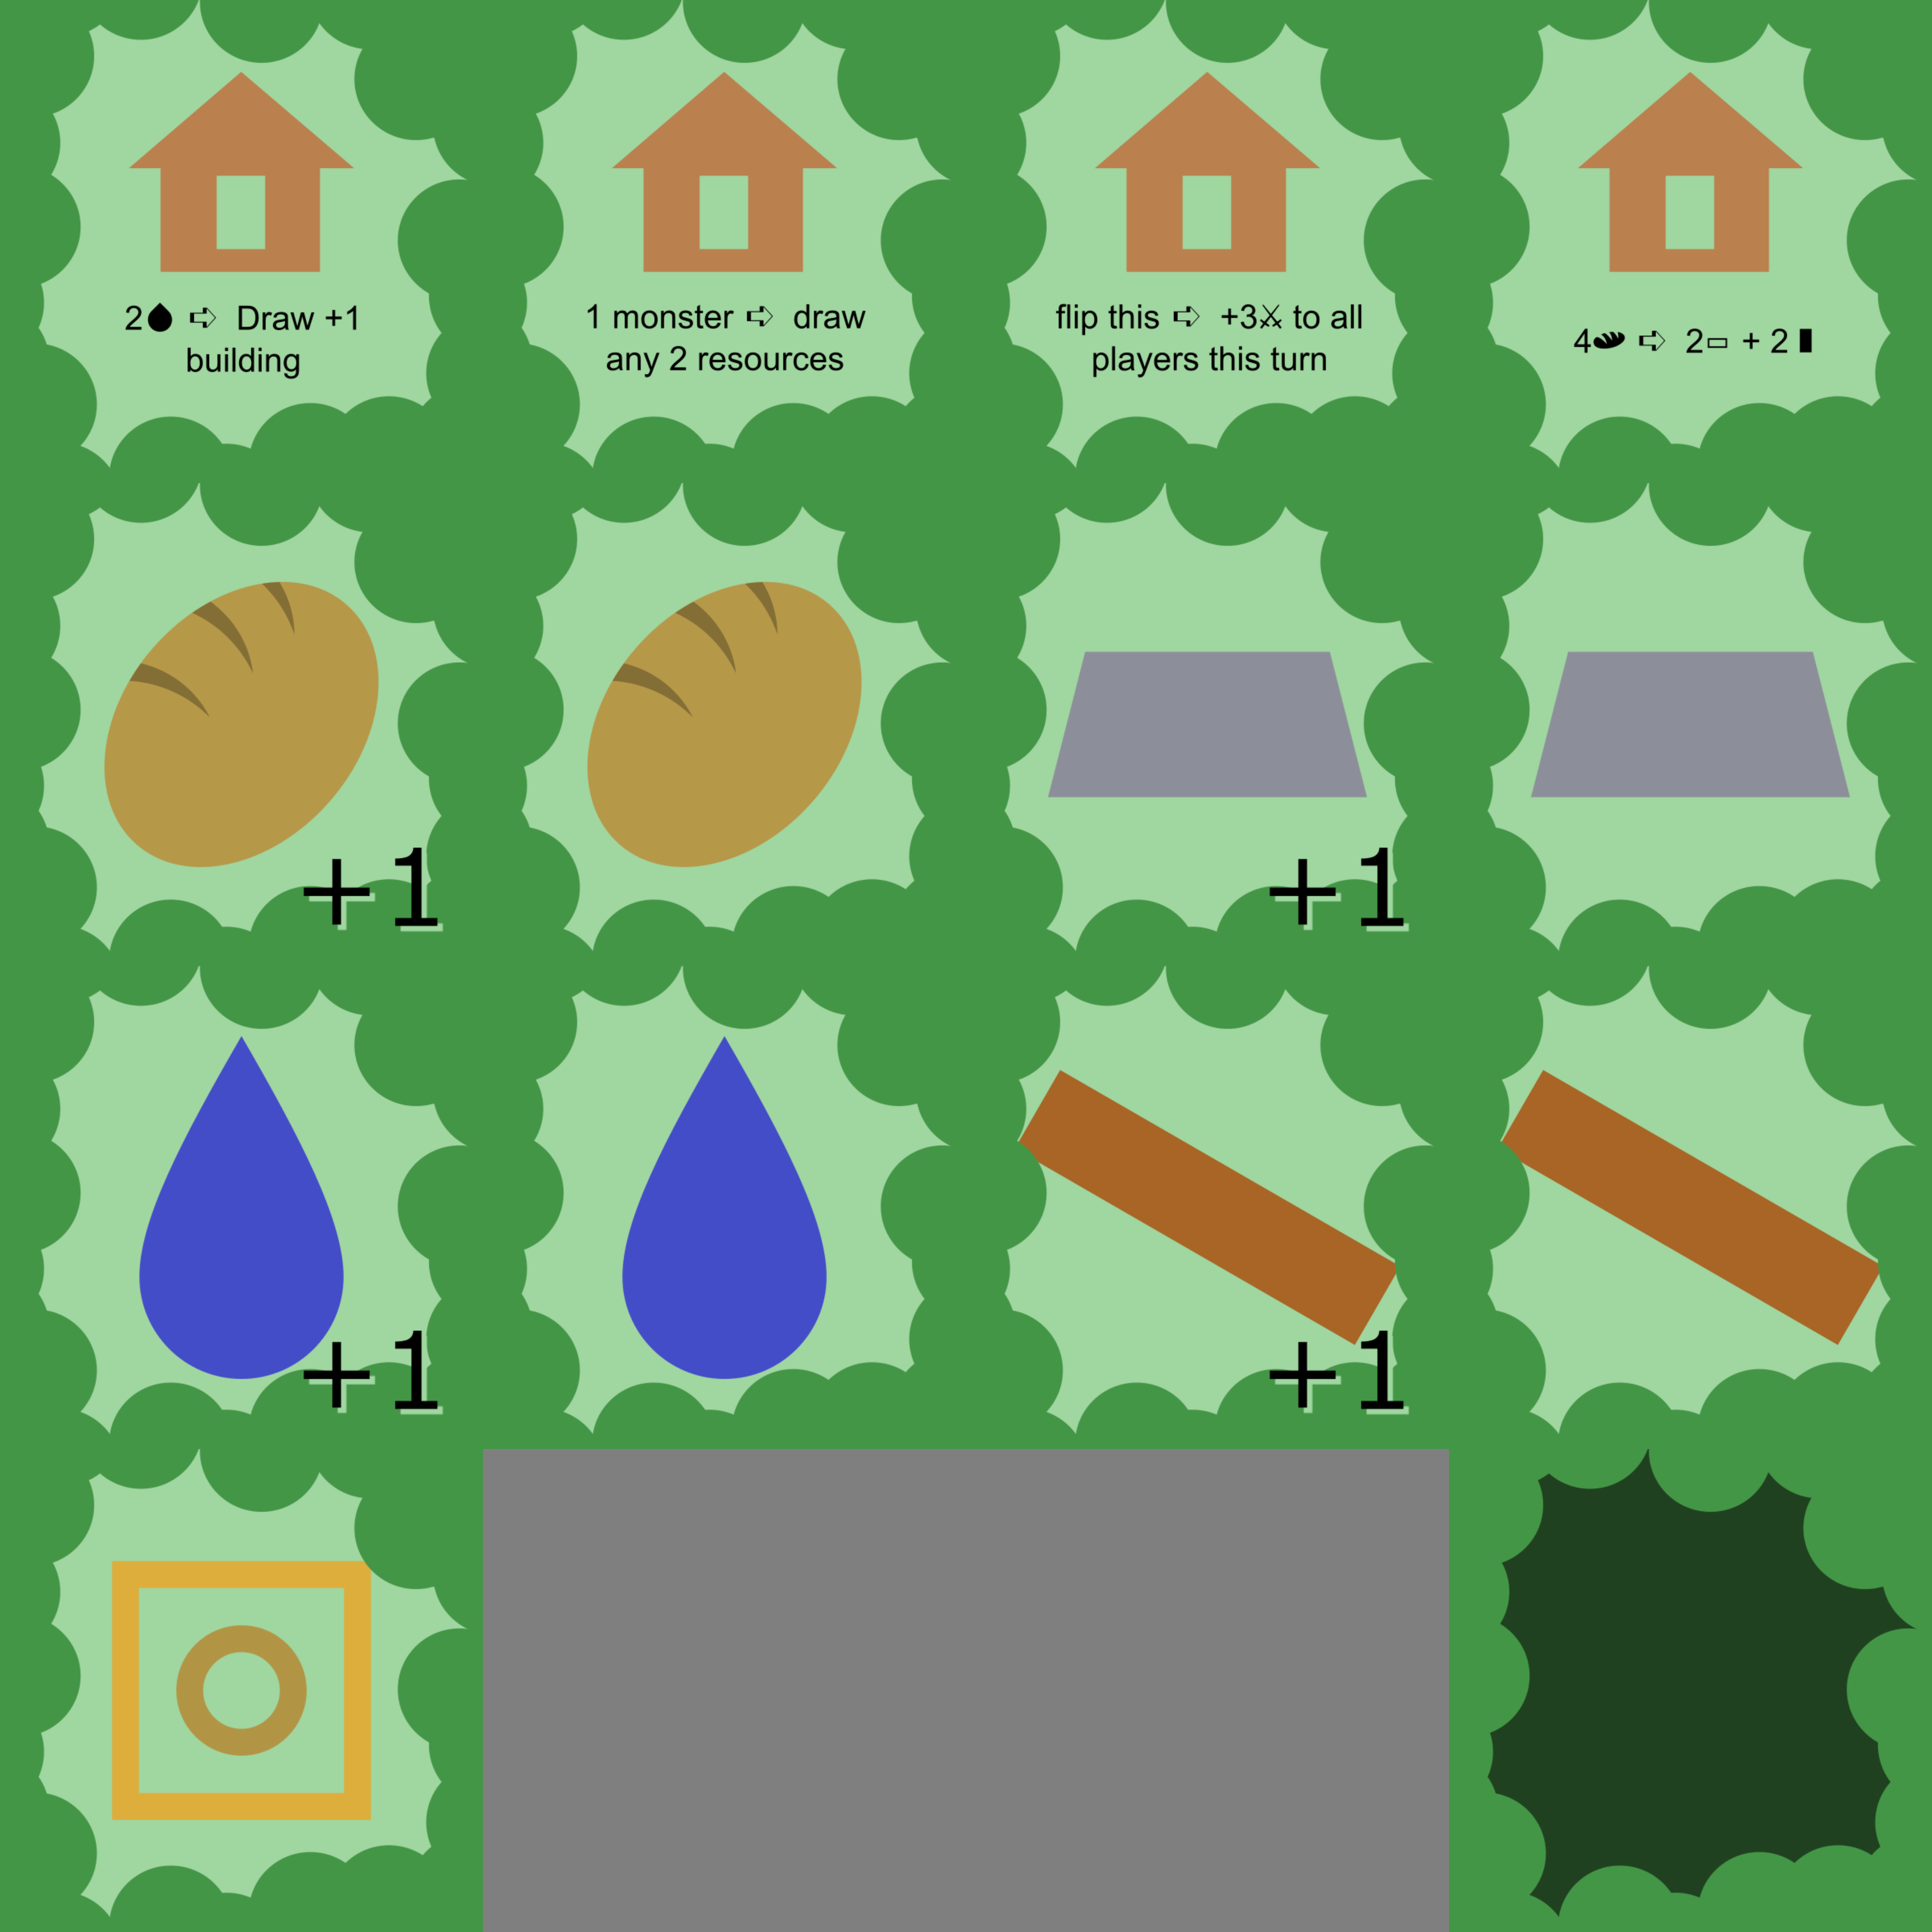 2💧 ➪ Draw +1
building
1 monster ➪ draw
any 2 resources
flip this ➪ +3⚔ to all
players this turn
4🥖 ➪ 2▭ + 2▮
+1
+1
+1
+1